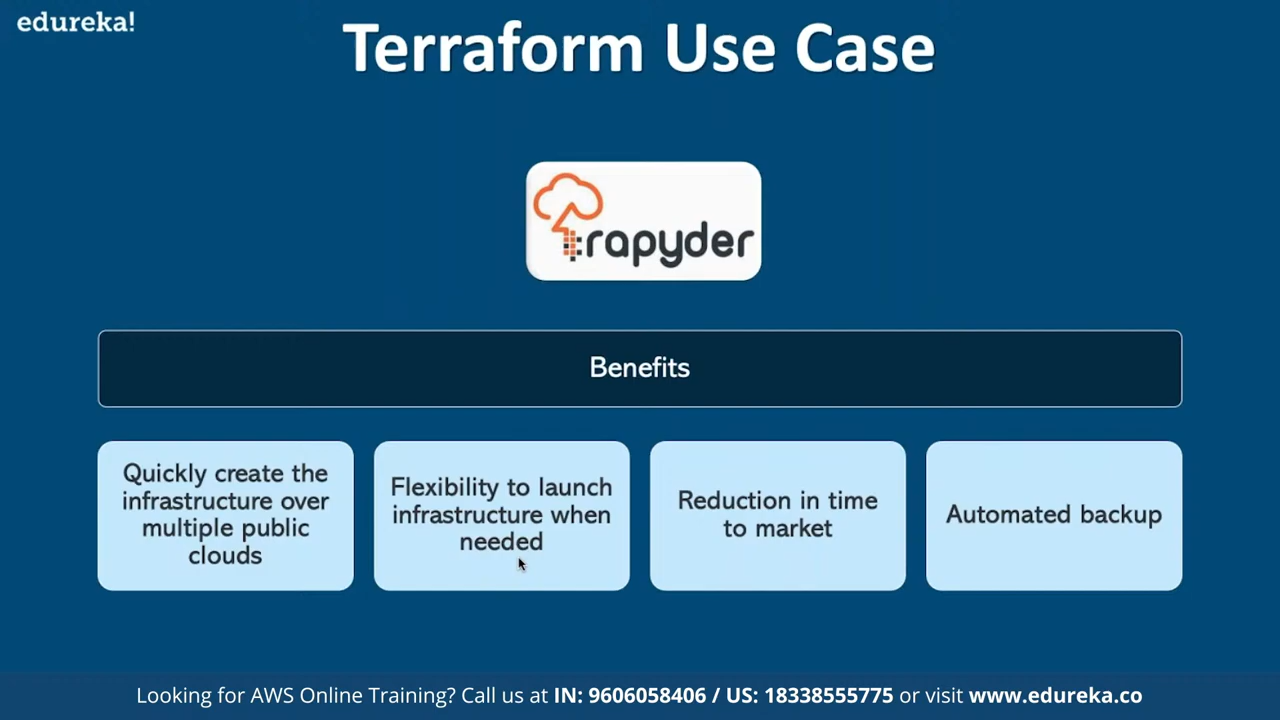 edureka!
Terraform Use Case
rapyder
Benefits
Quickly create the
infrastructure over
multiple public
clouds
Flexibility to launch
infrastructure when
needed
Reduction in time
to market
Automated backup
Looking for AWS Online Training? Call us at IN: 9606058406 / US: 18338555775 or visit www.edureka.co